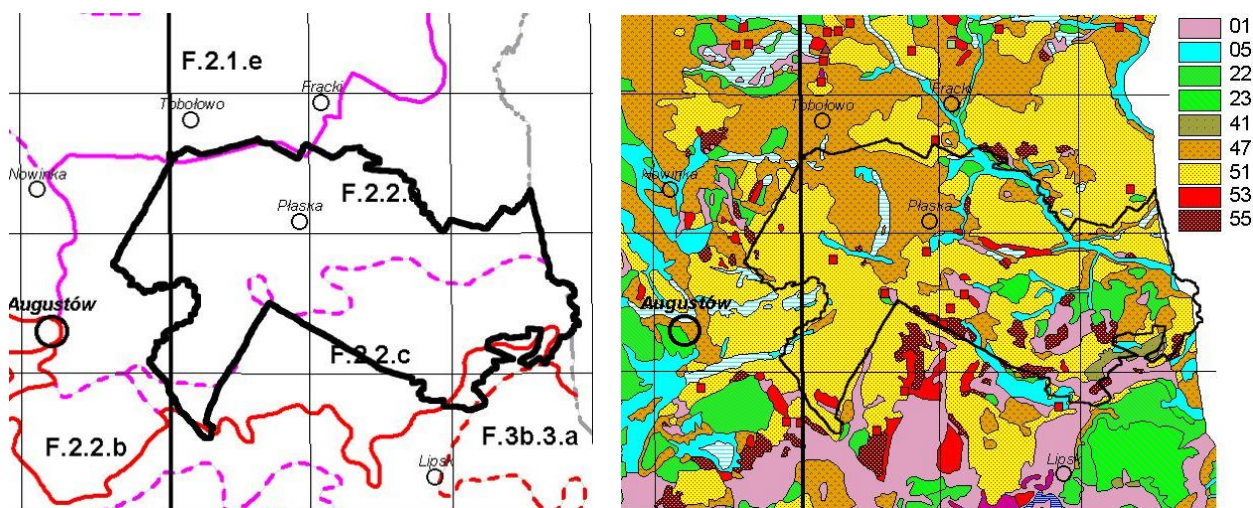 F.2.1.e
Frącki
Tobołowo
Nowinka
F.2.2.
Płaska
Augustów
F.2.2.c
F.2.2.b
F.3b.3.a
Lipsk
Frącki
Tobołowo
Nowinka
Płaska
Augustów
Lipsk
01
05
22
23
41
47
51
53
55